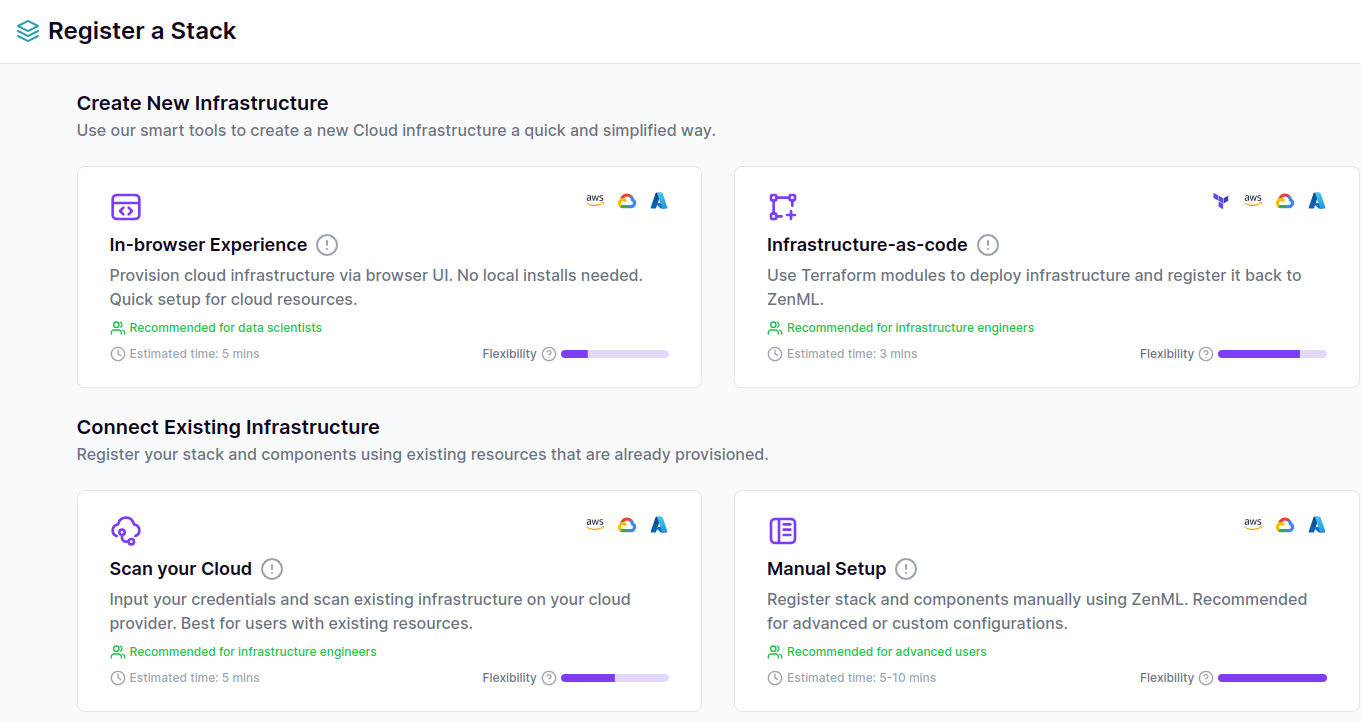 Register a Stack
Create New Infrastructure
Use our smart tools to create a new Cloud infrastructure a quick and simplified way.
aws
In-browser Experience
Provision cloud infrastructure via browser UI. No local installs needed.
Quick setup for cloud resources.
Recommended for data scientists
Estimated time: 5 mins
Flexibility
aws
Infrastructure-as-code
Use Terraform modules to deploy infrastructure and register it back to
ZenML.
Recommended for infrastructure engineers
Estimated time: 3 mins
Flexibility
Connect Existing Infrastructure
Register your stack and components using existing resources that are already provisioned.
aws
Scan your Cloud
Input your credentials and scan existing infrastructure on your cloud
provider. Best for users with existing resources.
Recommended for infrastructure engineers
Estimated time: 5 mins
Flexibility
aws
Manual Setup
Register stack and components manually using ZenML. Recommended
for advanced or custom configurations.
Recommended for advanced users
Estimated time: 5-10 mins
Flexibility